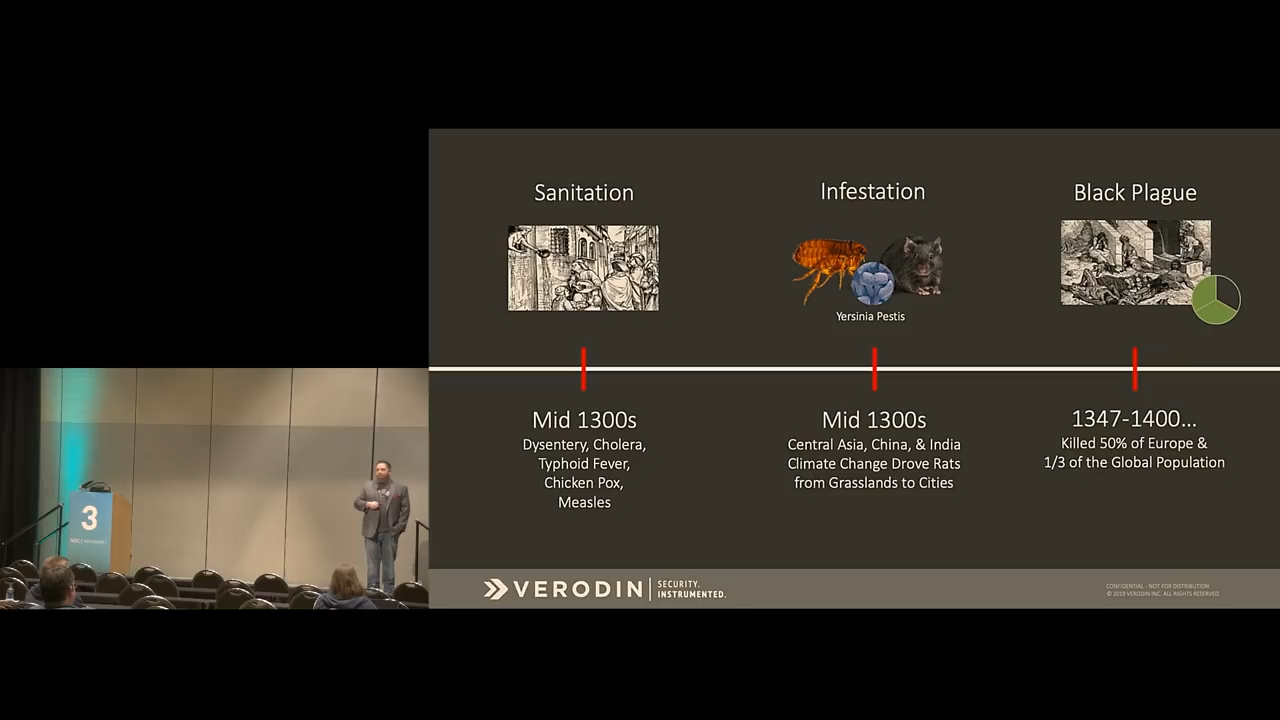 Sanitation
Infestation
Black Plague
Yersinia Pestis
Mid 1300s
Dysentery, Cholera,
Typhoid Fever,
Chicken Pox,
Measles
Mid 1300s
Central Asia, China, & India
Climate Change Drove Rats
from Grasslands to Cities
1347-1400...
Killed 50% of Europe &
1/3 of the Global Population
VERODIN
SECURITY.
INSTRUMENTED.
CONFIDENTIAL - NOT FOR DISTRIBUTION
© 2019 VERODIN INC. ALL RIGHTS RESERVED
3